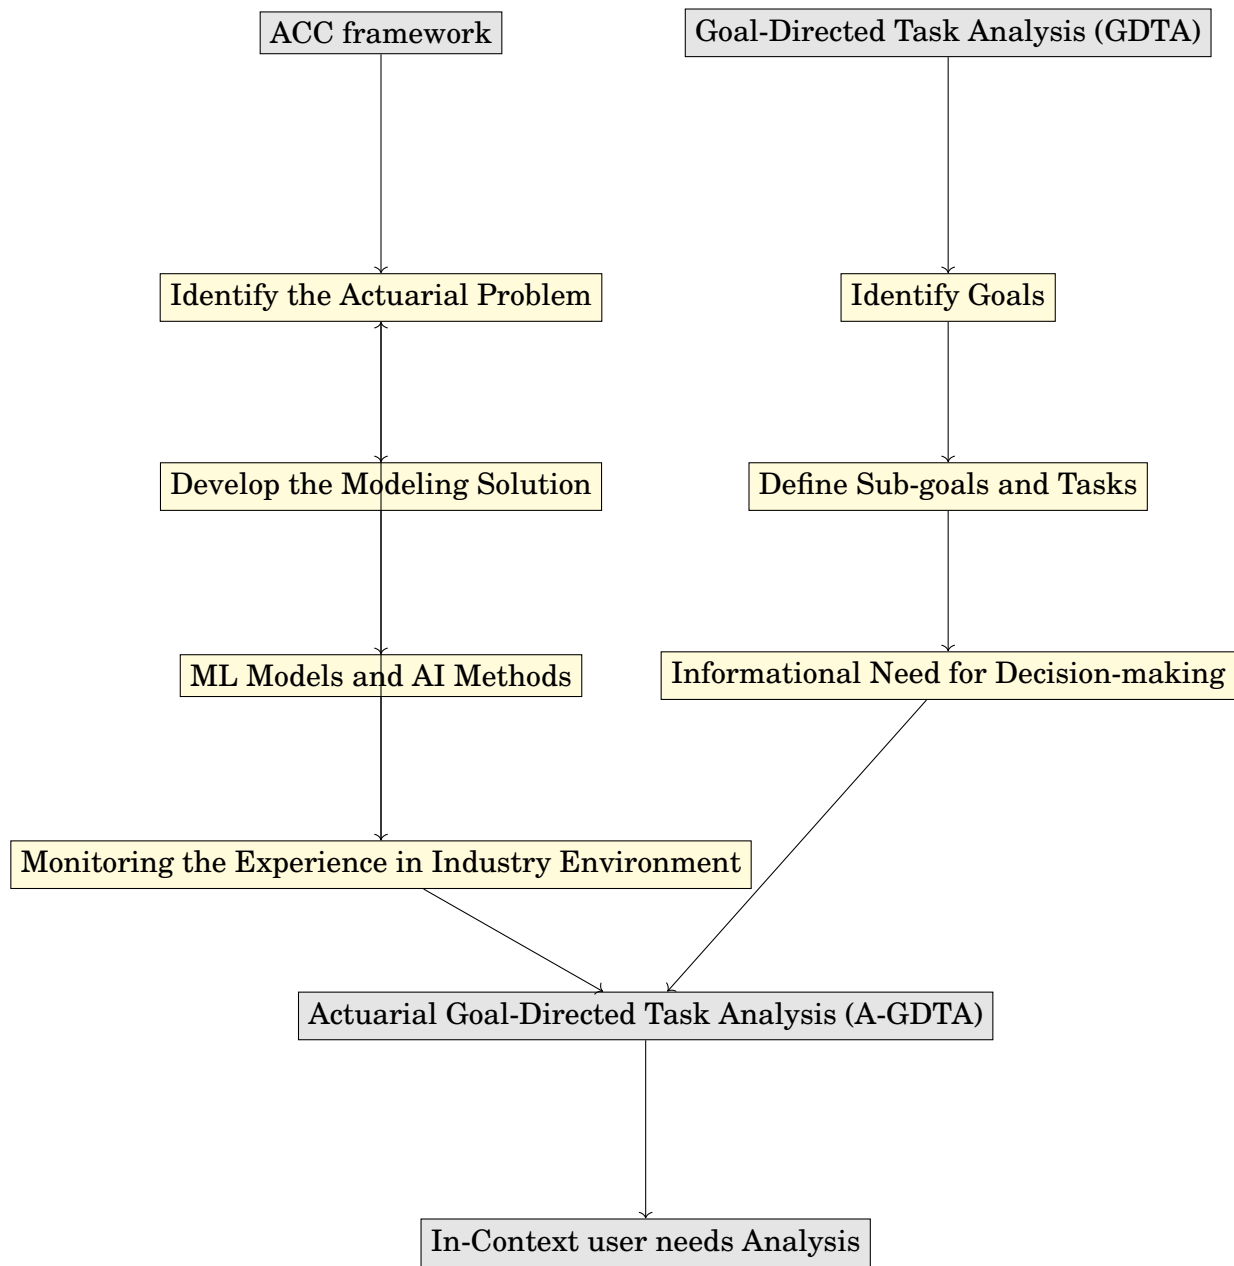 ACC framework
Goal-Directed Task Analysis (GDTA)
Identify the Actuarial Problem
Identify Goals
Develop the Modeling Solution
Define Sub-goals and Tasks
ML Models and AI Methods
Informational Need for Decision-making
Monitoring the Experience in Industry Environment
Actuarial Goal-Directed Task Analysis (A-GDTA)
In-Context user needs Analysis